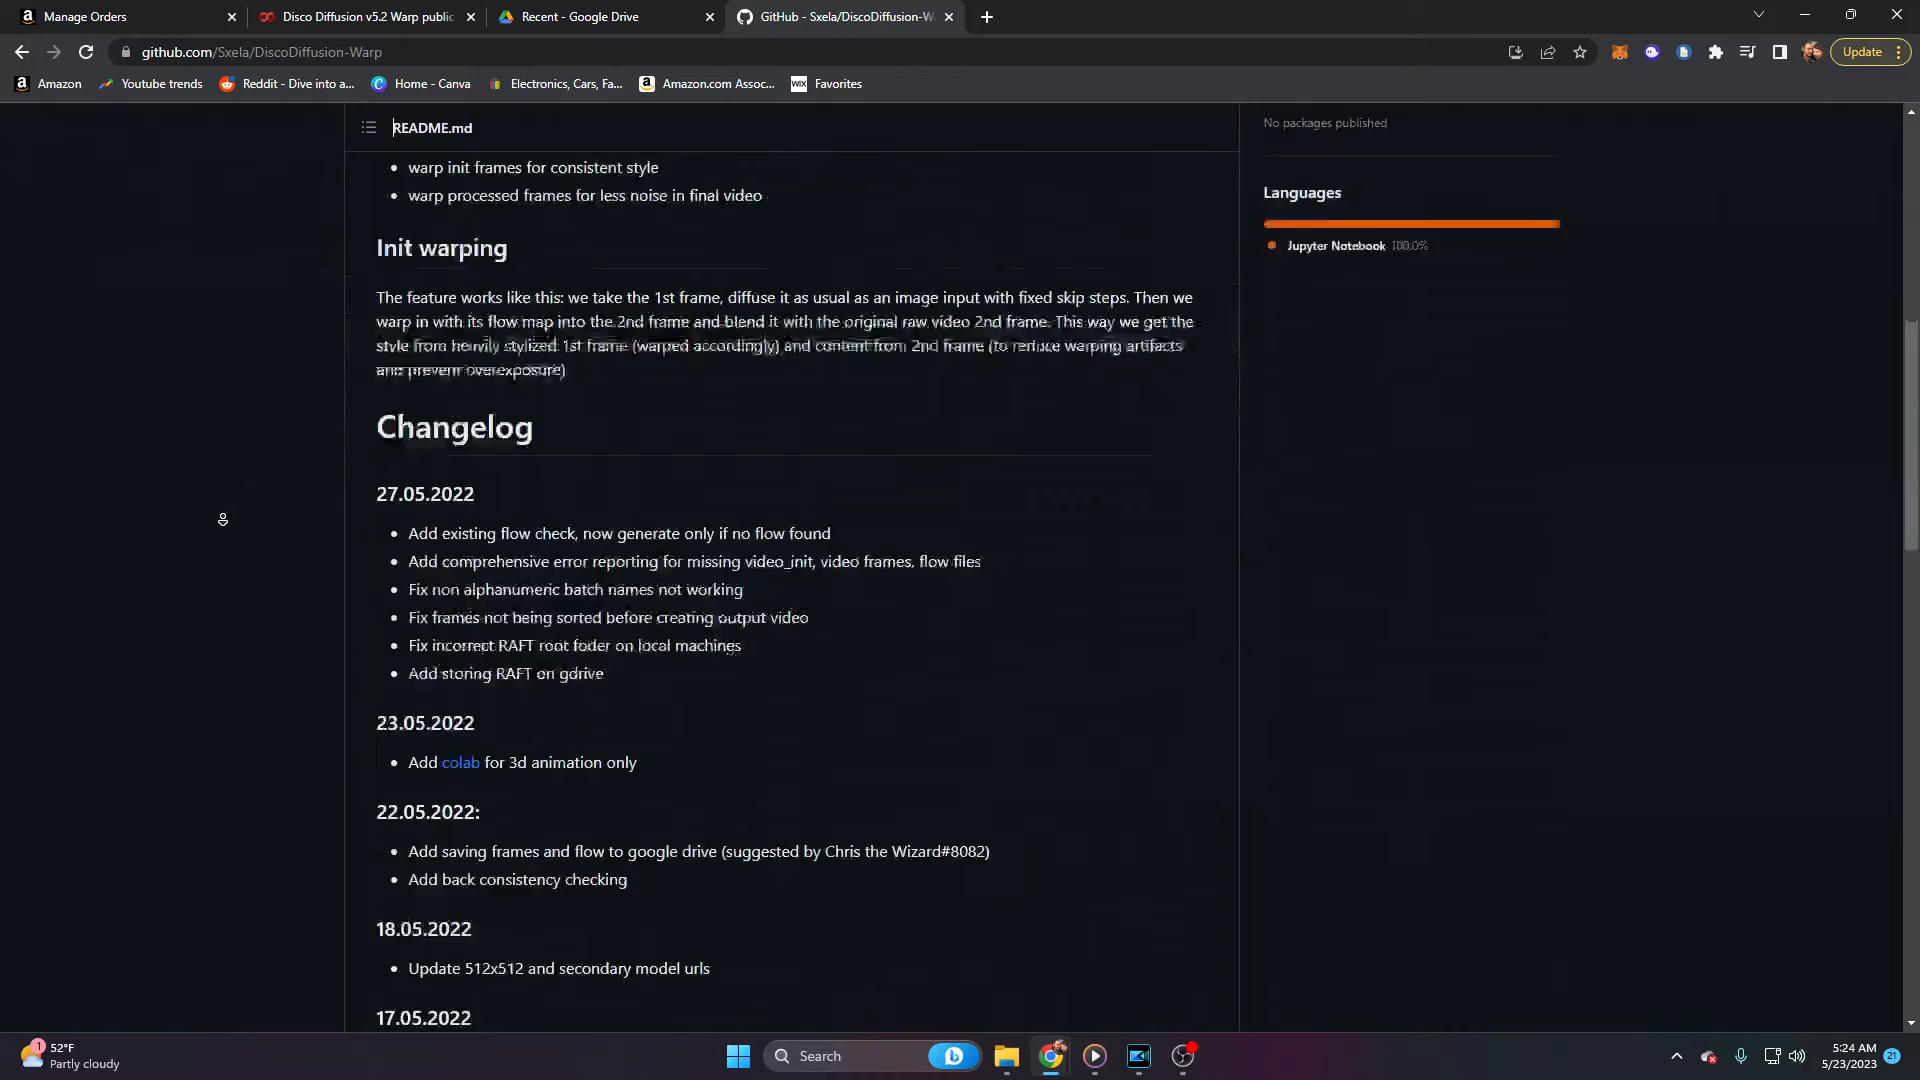 Manage Orders
Disco Diffusion v5.2 Warp public
Recent - Google Drive
GitHub - Sxela/DiscoDiffusion-W
github.com/Sxela/DiscoDiffusion-Warp
Update
Amazon
Youtube trends
Reddit - Dive into a...
Home - Canva
Electronics, Cars, Fa...
Amazon.com Assoc...
WIX Favorites
README.md
warp init frames for consistent style
warp processed frames for less noise in final video
Init warping
The feature works like this: we take the 1st frame, diffuse it as usual as an image input with fixed skip steps. Then we
warp in with its flow map into the 2nd frame and blend it with the original raw video 2nd frame. This way we get the
style from heavily stylized 1st frame (warped accordingly) and content from 2nd frame (to reduce warping artifacts
and prevent overexposure)
Changelog
27.05.2022
Add existing flow check, now generate only if no flow found
Add comprehensive error reporting for missing video_init, video frames, flow files
Fix non alphanumeric batch names not working
Fix frames not being sorted before creating output video
Fix incorrect RAFT root folder on local machines
Add storing RAFT on gdrive
23.05.2022
Add colab for 3d animation only
22.05.2022:
Add saving frames and flow to google drive (suggested by Chris the Wizard#8082)
Add back consistency checking
18.05.2022
Update 512x512 and secondary model urls
17.05.2022
No packages published
Languages
Jupyter Notebook 100.0%
1
52°F
Partly cloudy
Search
5:24 AM
5/23/2023
21